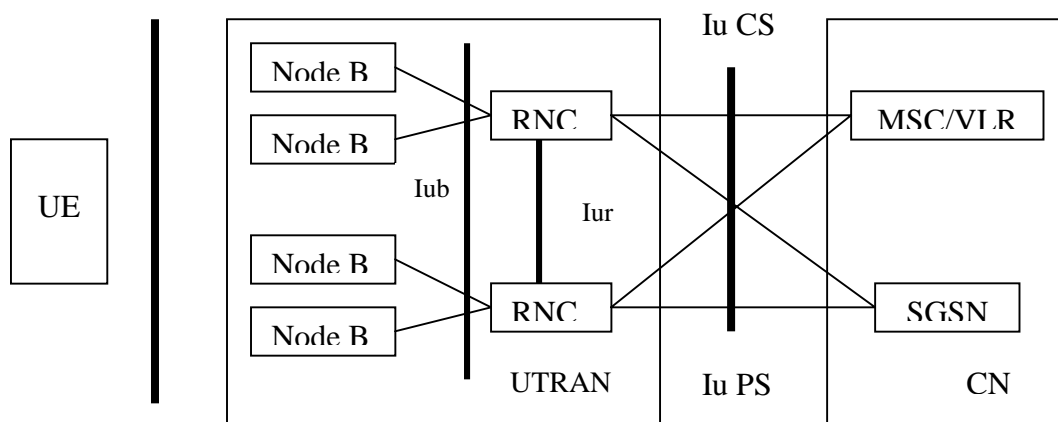 Iu CS
Node B
RNC
MSC/VLR
Node B
UE
Iub
Iur
Node B
RNC
SGSN
Node B
UTRAN
Iu PS
CN